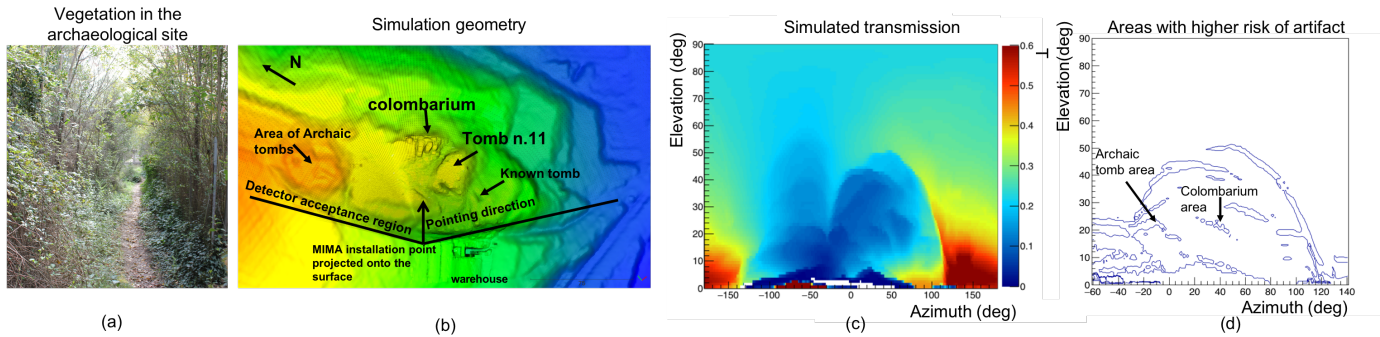 Vegetation in the
archaeological site
(a)
Simulation geometry
N
colombarium
Area of Archaic
tombs
Tomb n.11
Known tomb
Detector acceptance region
Pointing direction
MIMA installation point
projected onto the
surface
warehouse
(b)
Simulated transmission
Elevation (deg)
90
80
70
60
50
40
30
20
10
0
−150 −100 −50 0 50 100 150
Azimuth (deg)
T
0.6
0.5
0.4
0.3
0.2
0.1
0
(c)
Areas with higher risk of artifact
Elevation(deg)
90
80
70
60
50
40
30
20
10
0
Archaic
tomb area
Colombarium
area
−60 −40 −20 0 20 40 60 80 100 120 140
Azimuth (deg)
(d)